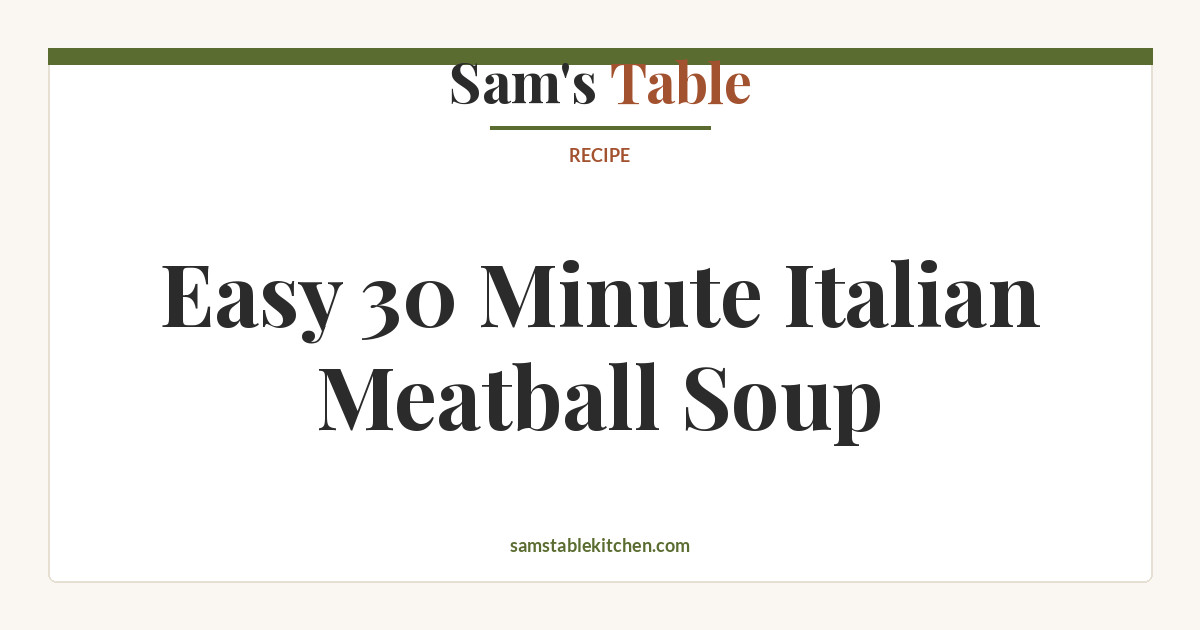 Sam's Table
RECIPE
Easy 30 Minute Italian
Meatball Soup
samstablekitchen.com